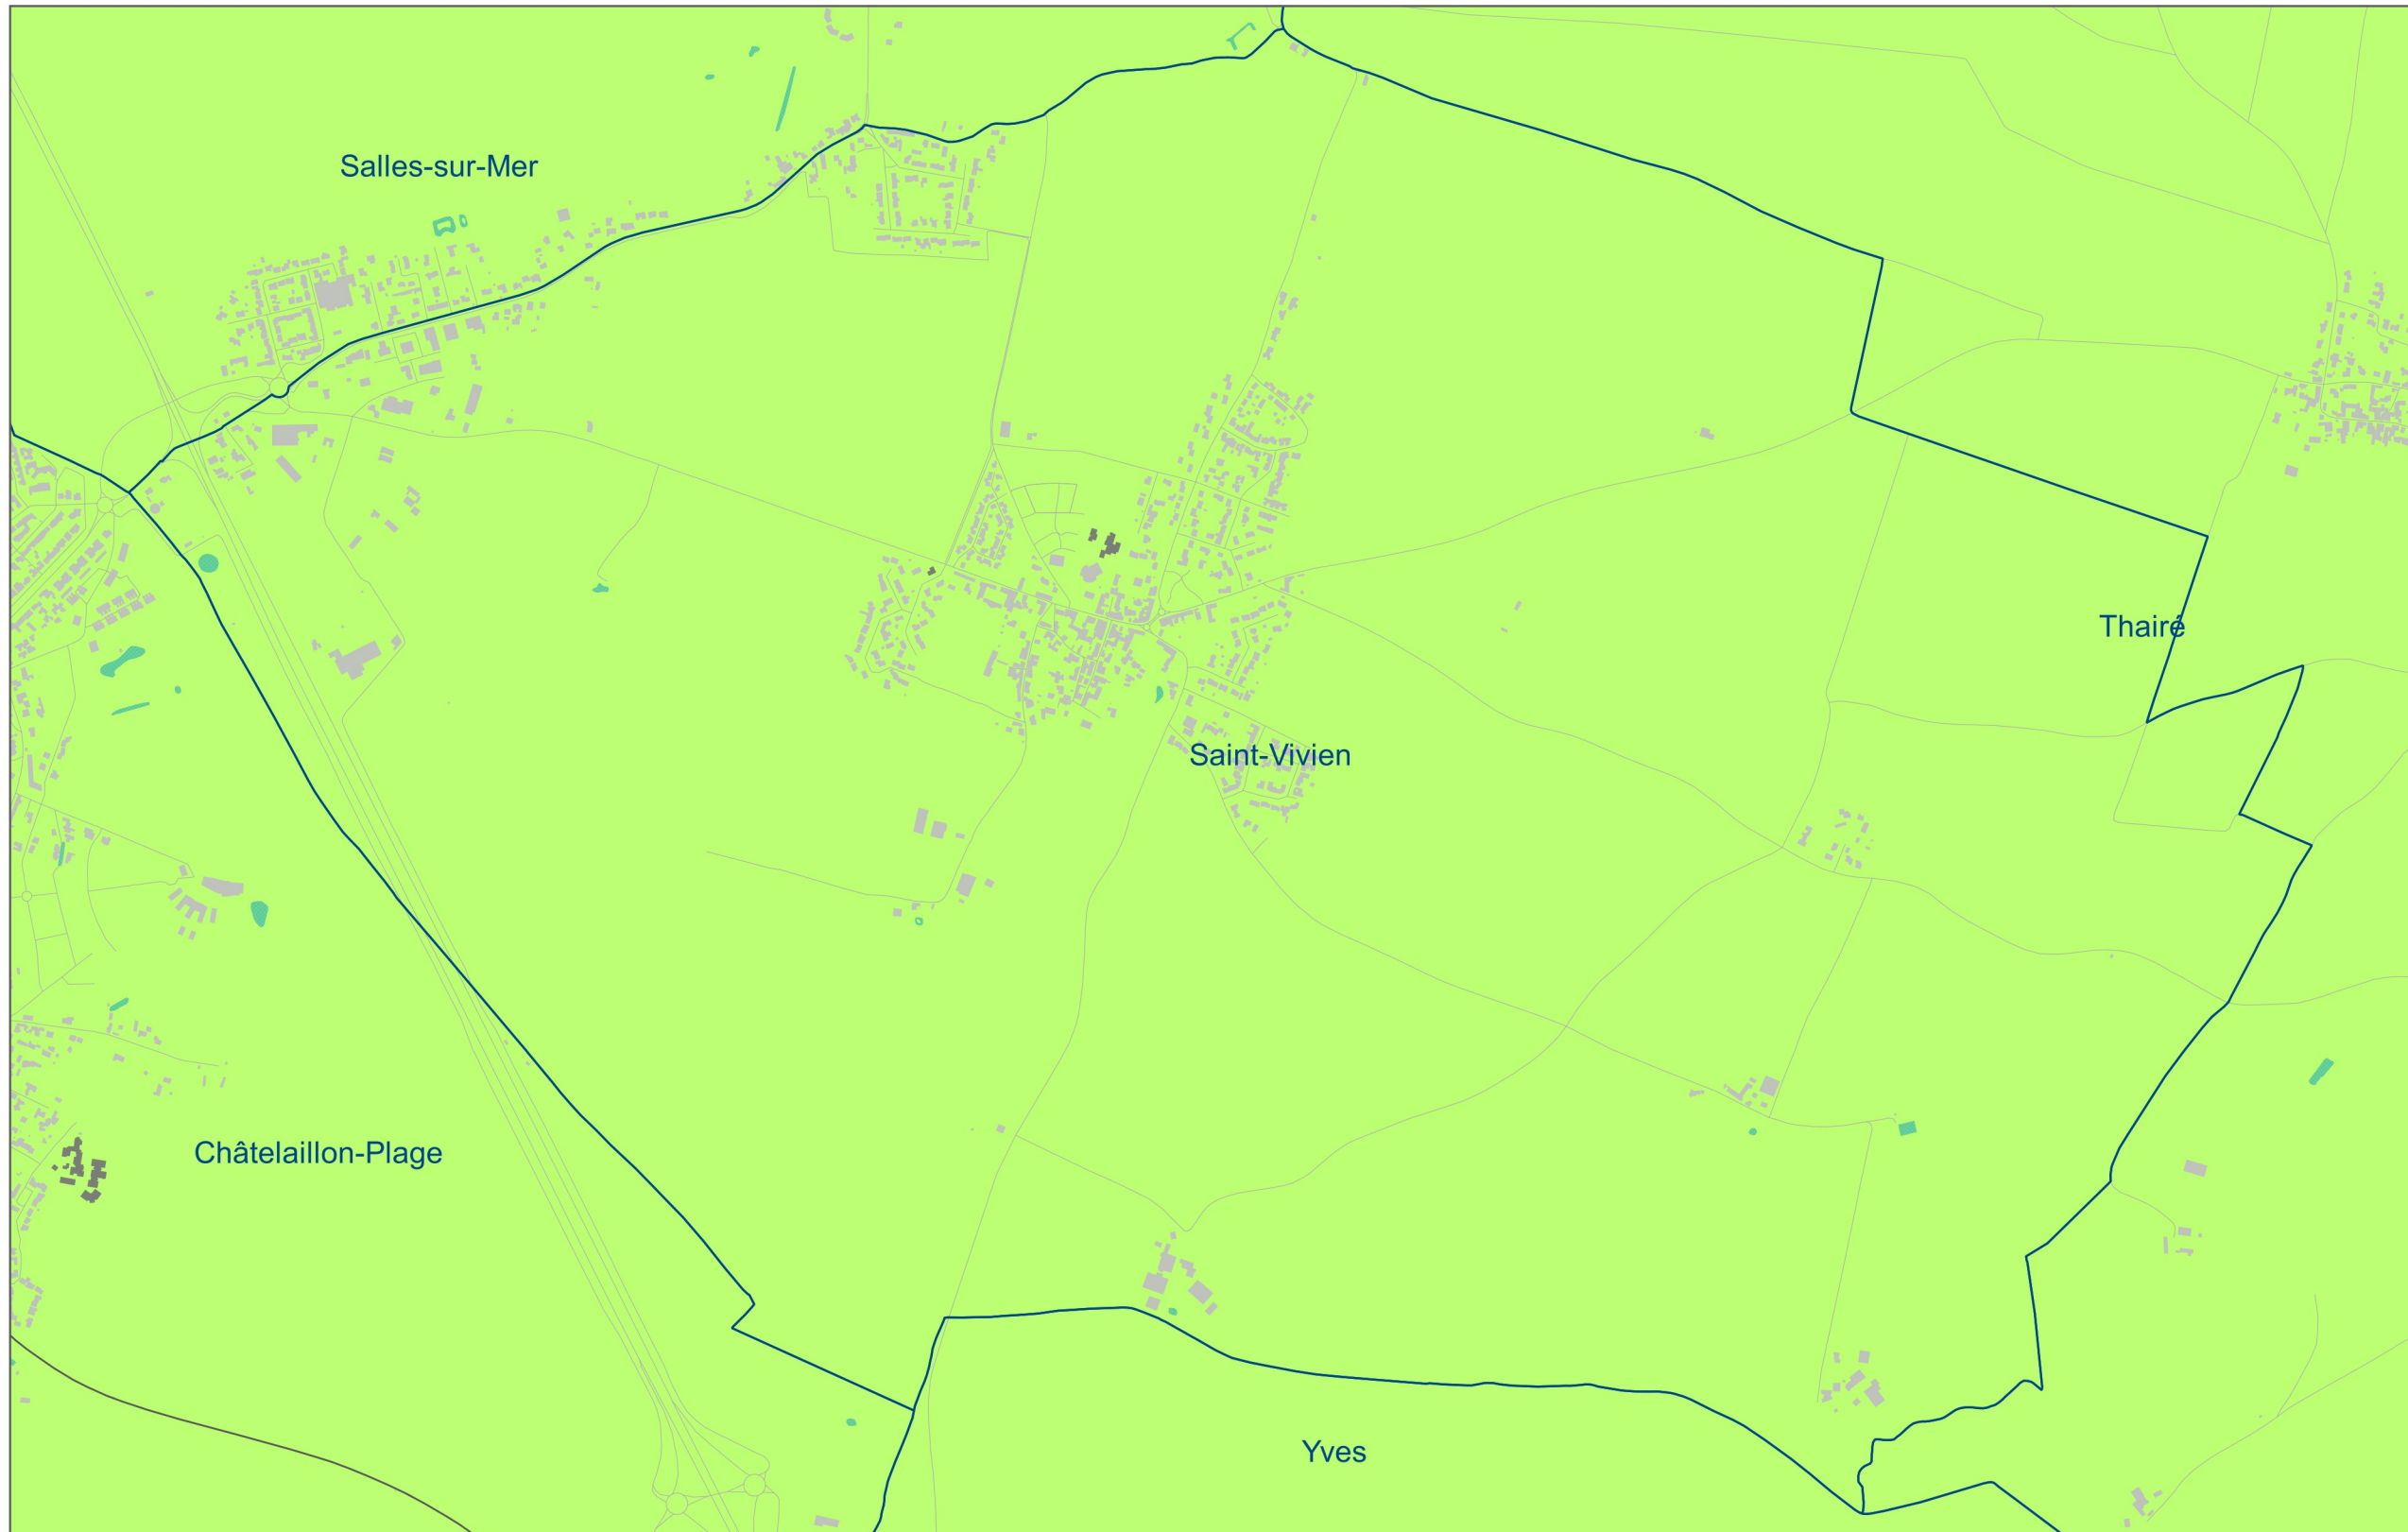 Salles-sur-Mer
Thairé
Saint-Vivien
Châtelaillon-Plage
Yves